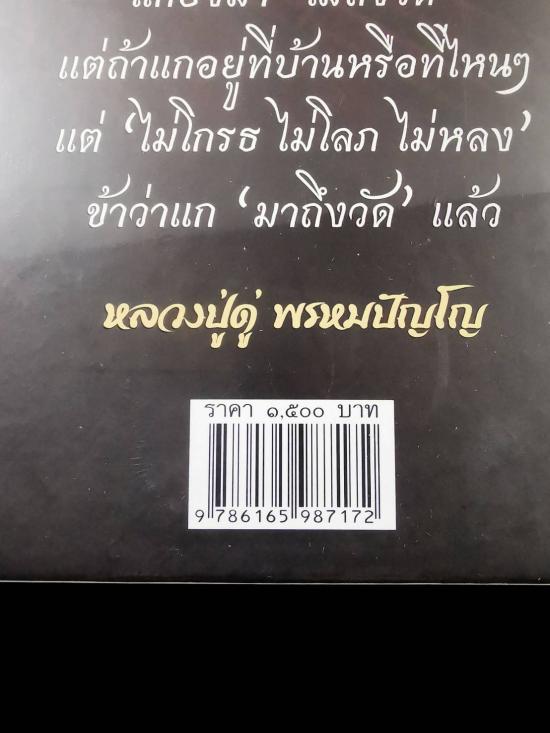 แต่ถ้าแกอยู่ที่บ้านหรือที่ไหนๆ
แต่ ‘ไม่โกรธ ไม่โลภ ไม่หลง’
ข้าว่าแก ‘มาถึงวัด’ แล้ว
หลวงปู่ดู่ พรหมปัญโญ
ราคา ๑,๕๐๐ บาท
9 786165 987172